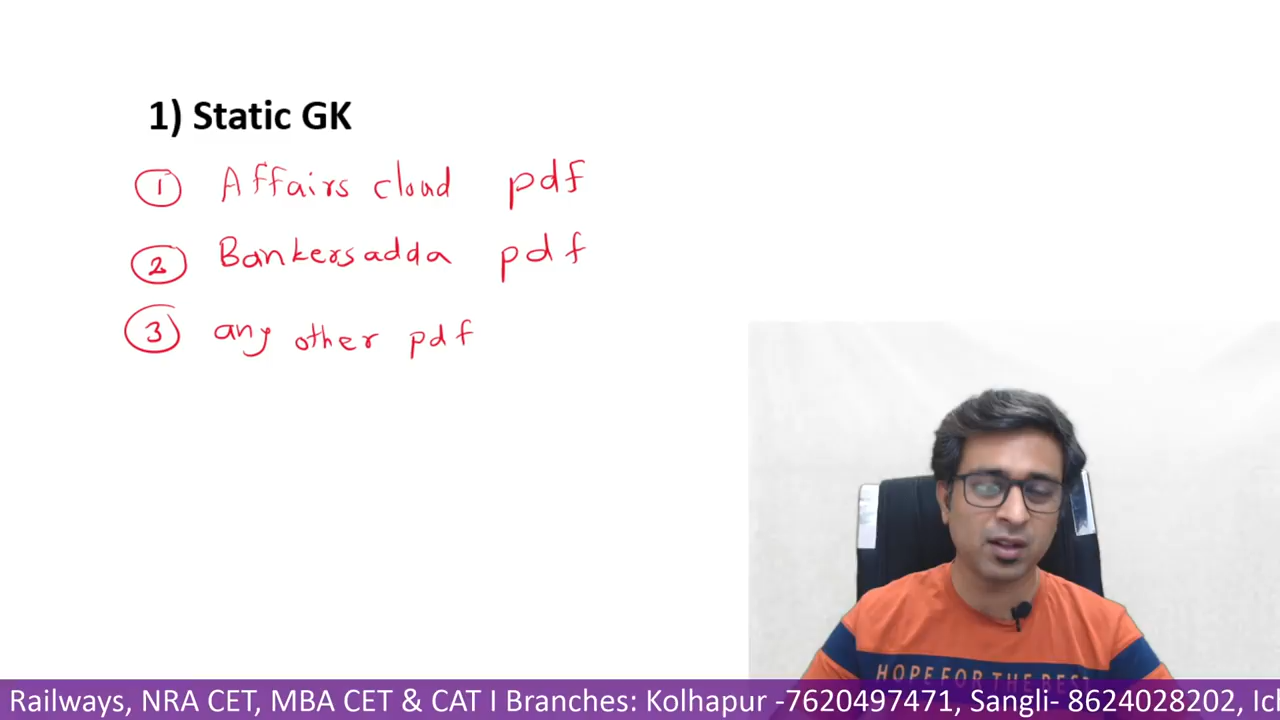 1) Static GK
1 Affairs cloud pdf
2 Bankersadda pdf
3 any other pdf
HOPE FOR THE BEST
Railways, NRA CET, MBA CET & CAT I Branches: Kolhapur -7620497471, Sangli- 8624028202, Icl